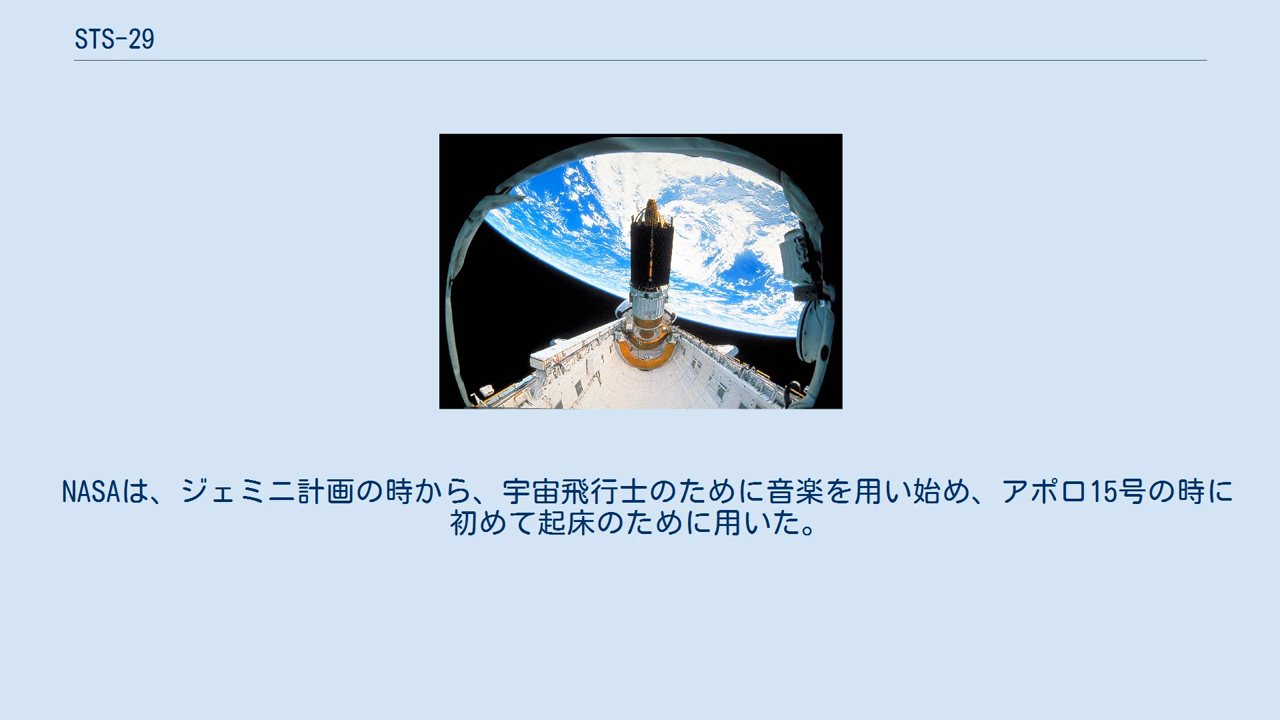 STS-29
NASAは、ジェミニ計画の時から、宇宙飛行士のために音楽を用い始め、アポロ15号の時に
初めて起床のために用いた。